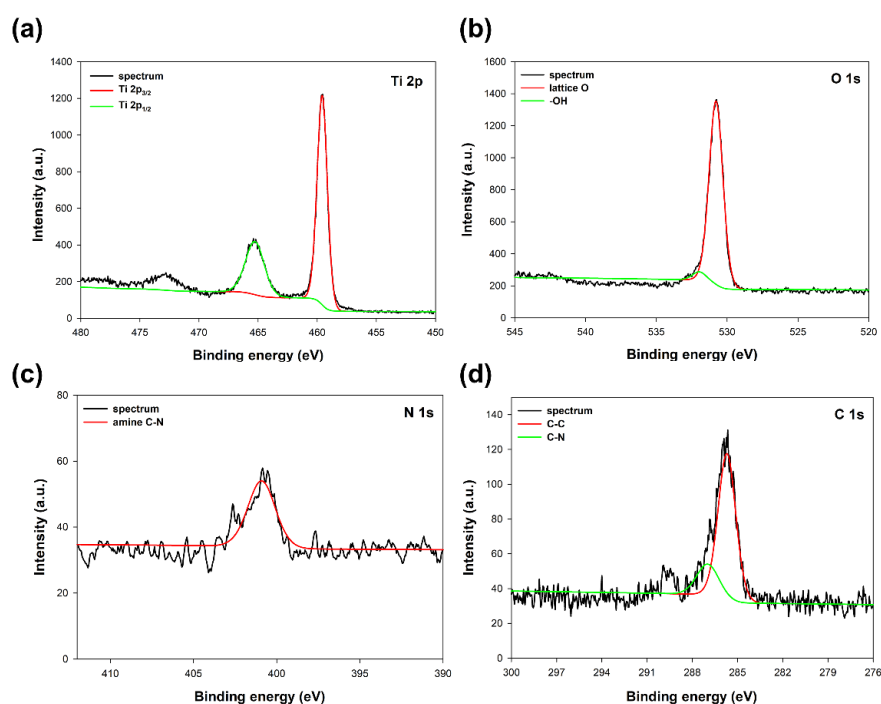 (a)
Ti 2p
spectrum
Ti 2p3/2
Ti 2p1/2
Intensity (a.u.)
1400
1200
1000
800
600
400
200
0
480 475 470 465 460 455 450
Binding energy (eV)
(b)
O 1s
spectrum
lattice O
-OH
Intensity (a.u.)
1600
1400
1200
1000
800
600
400
200
0
545 540 535 530 525 520
Binding energy (eV)
(c)
N 1s
spectrum
amine C-N
Intensity (a.u.)
80
60
40
20
0
410 405 400 395 390
Binding energy (eV)
(d)
C 1s
spectrum
C-C
C-N
Intensity (a.u.)
140
120
100
80
60
40
20
0
300 297 294 291 288 285 282 279 276
Binding energy (eV)